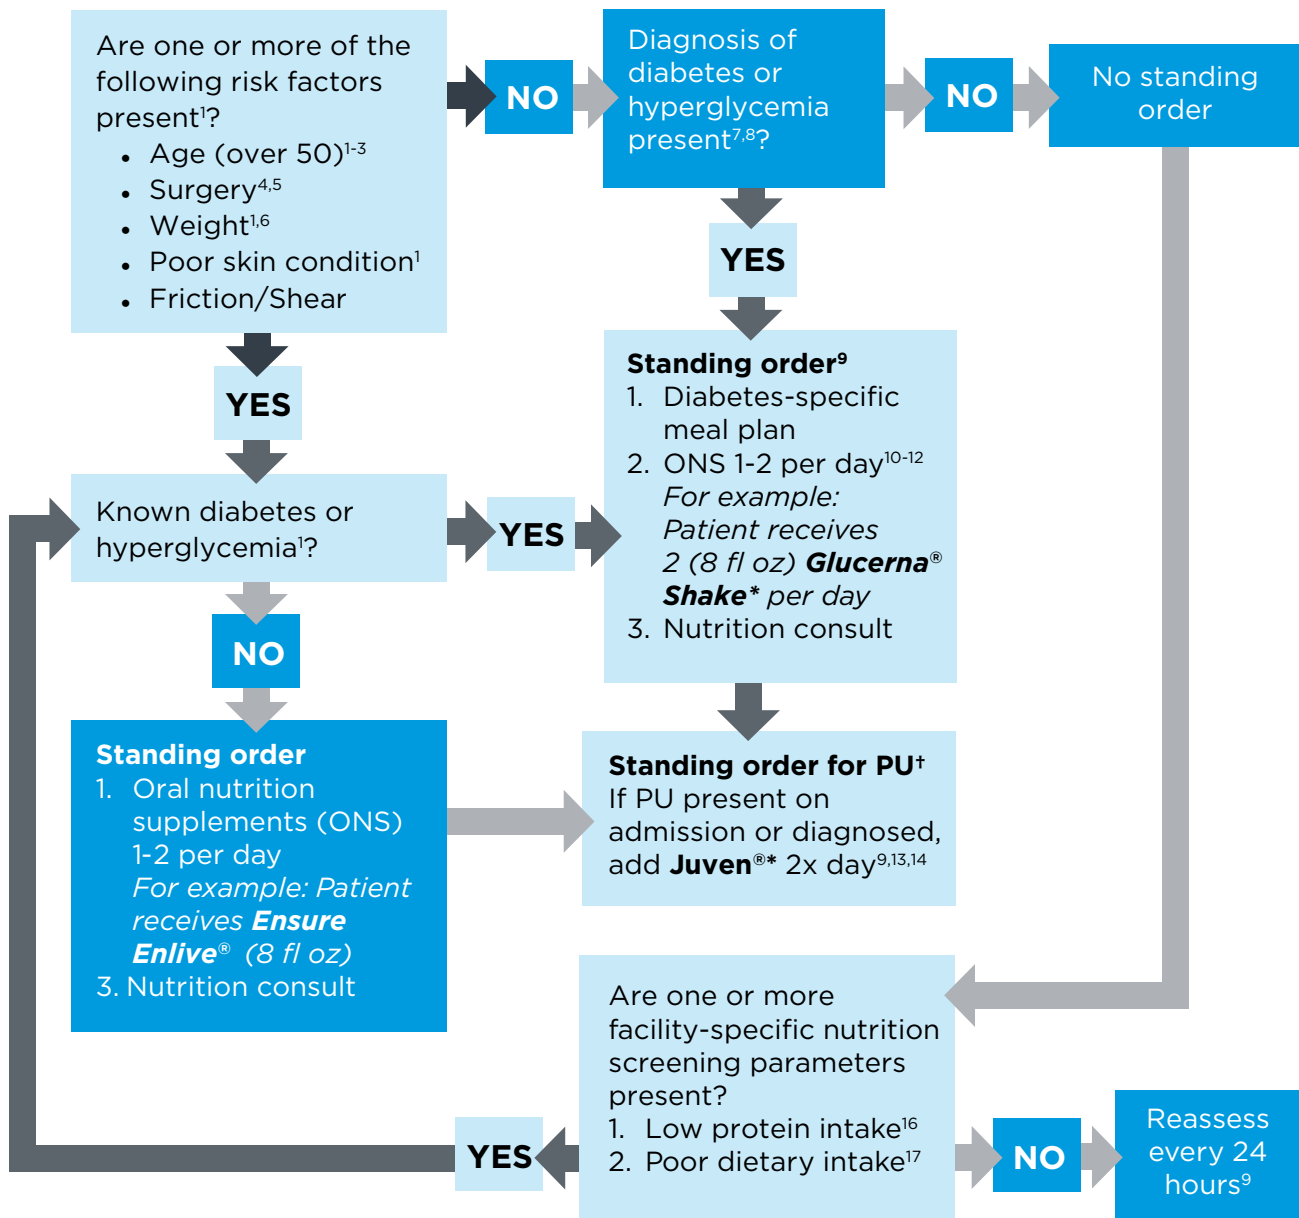 Are one or more of the
following risk factors
present¹?
• Age (over 50)¹⁻³
• Surgery⁴,⁵
• Weight¹,⁶
• Poor skin condition¹
• Friction/Shear
NO
Diagnosis of
diabetes or
hyperglycemia
present⁷,⁸?
NO
No standing
order
YES
YES
Known diabetes or
hyperglycemia¹?
YES
Standing order⁹
1. Diabetes-specific
meal plan
2. ONS 1-2 per day¹⁰⁻¹²
For example:
Patient receives
2 (8 fl oz) Glucerna®
Shake* per day
3. Nutrition consult
NO
Standing order
1. Oral nutrition
supplements (ONS)
1-2 per day
For example: Patient
receives Ensure
Enlive® (8 fl oz)
3. Nutrition consult
Standing order for PU†
If PU present on
admission or diagnosed,
add Juven®* 2x day⁹,¹³,¹⁴
Are one or more
facility-specific nutrition
screening parameters
present?
1. Low protein intake¹⁶
2. Poor dietary intake¹⁷
YES
NO
Reassess
every 24
hours⁹